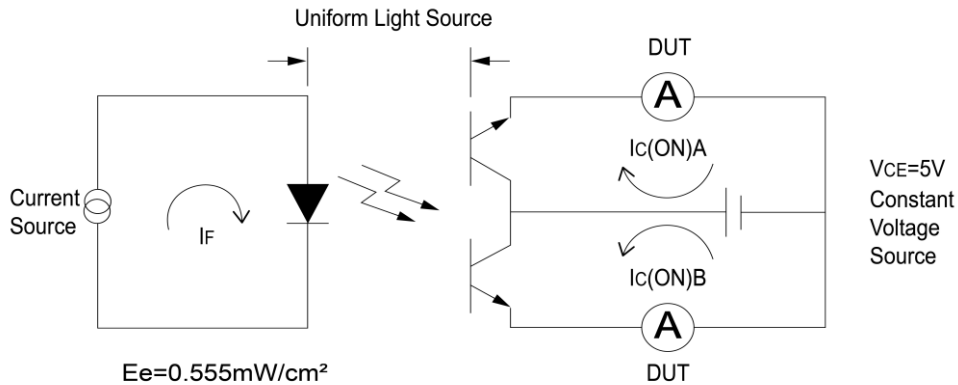 Uniform Light Source
DUT
A
IC(ON)A
Current
Source
IF
VCE=5V
Constant
Voltage
Source
IC(ON)B
A
DUT
Ee=0.555mW/cm²